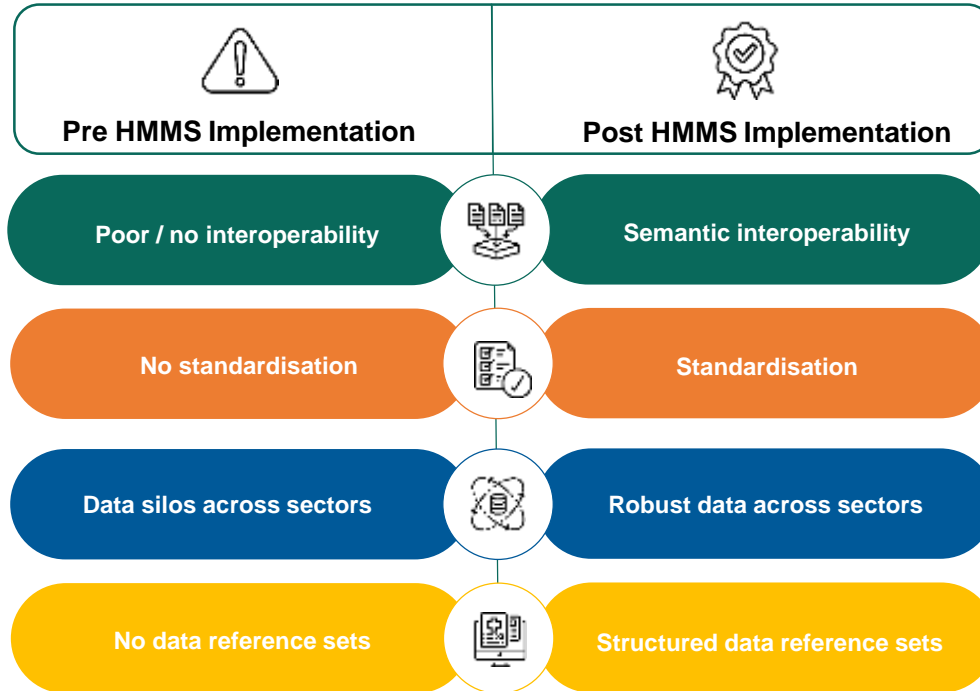 Pre HMMS Implementation
Post HMMS Implementation
Poor / no interoperability
Semantic interoperability
No standardisation
Standardisation
Data silos across sectors
Robust data across sectors
No data reference sets
Structured data reference sets